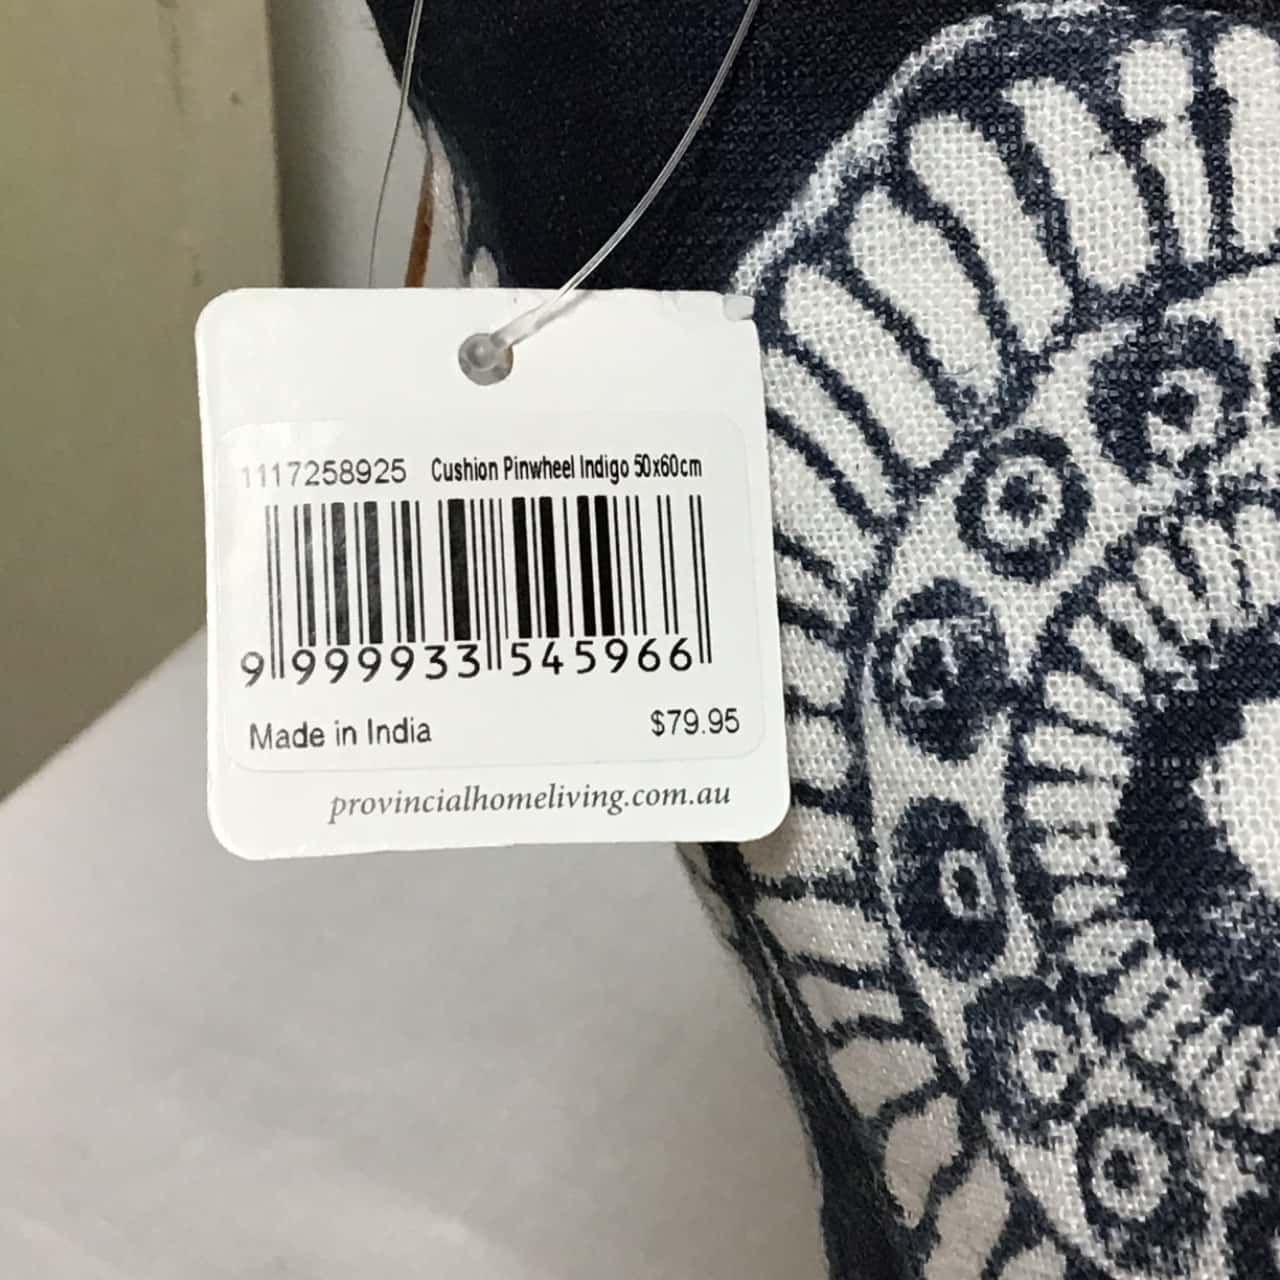 1117258925 Cushion Pinwheel Indigo 50x60cm
9 999933 545966
Made in India $79.95
provincialhomeliving.com.au